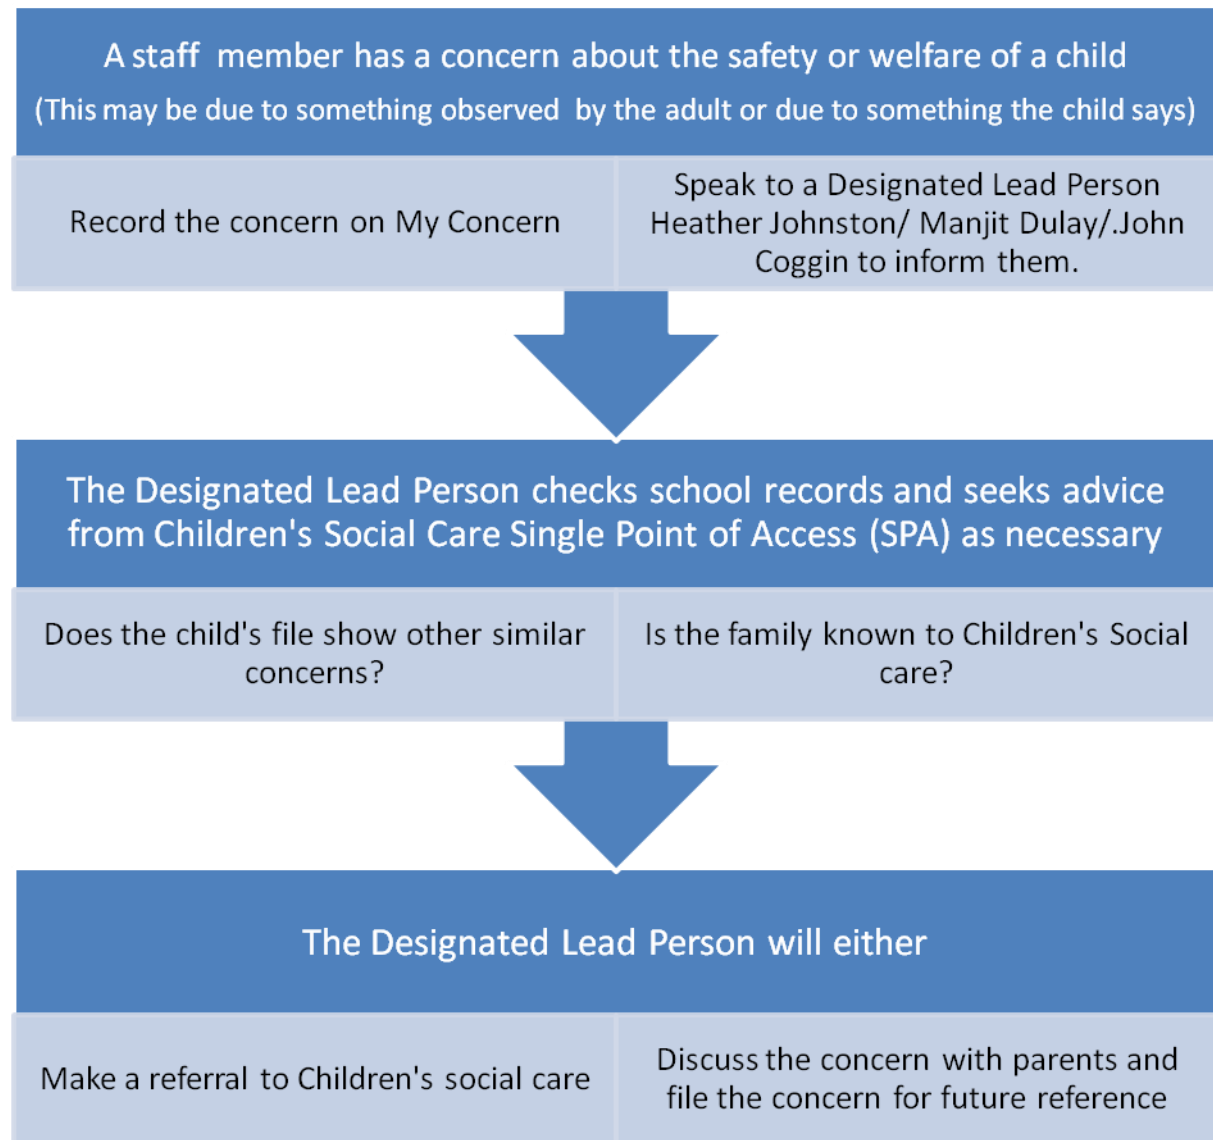 A staff member has a concern about the safety or welfare of a child
(This may be due to something observed by the adult or due to something the child says)
Record the concern on My Concern
Speak to a Designated Lead Person
Heather Johnston/ Manjit Dulay/.John
Coggin to inform them.
The Designated Lead Person checks school records and seeks advice
from Children's Social Care Single Point of Access (SPA) as necessary
Does the child's file show other similar
concerns?
Is the family known to Children's Social
care?
The Designated Lead Person will either
Make a referral to Children's social care
Discuss the concern with parents and
file the concern for future reference